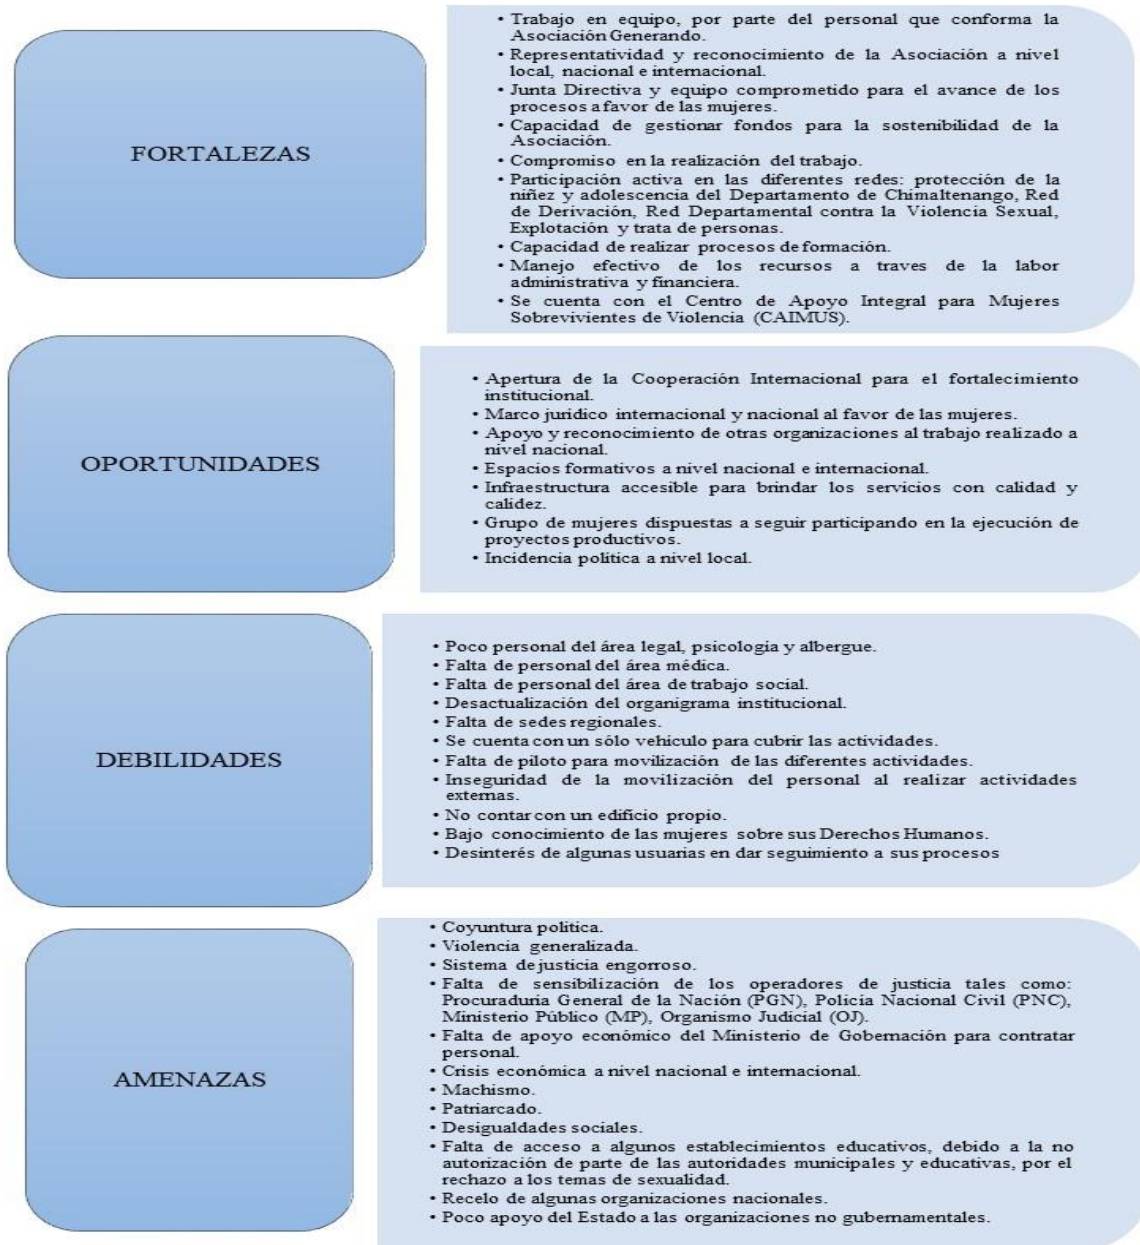 FORTALEZAS
• Trabajo en equipo, por parte del personal que conforma la
Asociación Generando.
• Representatividad y reconocimiento de la Asociación a nivel
local, nacional e internacional.
• Junta Directiva y equipo comprometido para el avance de los
procesos a favor de las mujeres.
• Capacidad de gestionar fondos para la sostenibilidad de la
Asociación.
• Compromiso en la realización del trabajo.
• Participación activa en las diferentes redes: protección de la
niñez y adolescencia del Departamento de Chimaltenango, Red
de Derivación, Red Departamental contra la Violencia Sexual,
Explotación y trata de personas.
• Capacidad de realizar procesos de formación.
• Manejo efectivo de los recursos a traves de la labor
administrativa y financiera.
• Se cuenta con el Centro de Apoyo Integral para Mujeres
Sobrevivientes de Violencia (CAIMUS).
OPORTUNIDADES
• Apertura de la Cooperación Internacional para el fortalecimiento
institucional.
• Marco jurídico internacional y nacional al favor de las mujeres.
• Apoyo y reconocimiento de otras organizaciones al trabajo realizado a
nivel nacional.
• Espacios formativos a nivel nacional e internacional.
• Infraestructura accesible para brindar los servicios con calidad y
calidez.
• Grupo de mujeres dispuestas a seguir participando en la ejecución de
proyectos productivos.
• Incidencia política a nivel local.
DEBILIDADES
• Poco personal del área legal, psicología y albergue.
• Falta de personal del área médica.
• Falta de personal del área de trabajo social.
• Desactualización del organigrama institucional.
• Falta de sedes regionales.
• Se cuenta con un sólo vehículo para cubrir las actividades.
• Falta de piloto para movilización de las diferentes actividades.
• Inseguridad de la movilización del personal al realizar actividades
externas.
• No contar con un edificio propio.
• Bajo conocimiento de las mujeres sobre sus Derechos Humanos.
• Desinterés de algunas usuarias en dar seguimiento a sus procesos
AMENAZAS
• Coyuntura política.
• Violencia generalizada.
• Sistema de justicia engorroso.
• Falta de sensibilización de los operadores de justicia tales como:
Procuraduría General de la Nación (PGN), Policía Nacional Civil (PNC),
Ministerio Público (MP), Organismo Judicial (OJ).
• Falta de apoyo económico del Ministerio de Gobernación para contratar
personal.
• Crisis económica a nivel nacional e internacional.
• Machismo.
• Patriarcado.
• Desigualdades sociales.
• Falta de acceso a algunos establecimientos educativos, debido a la no
autorización de parte de las autoridades municipales y educativas, por el
rechazo a los temas de sexualidad.
• Recelo de algunas organizaciones nacionales.
• Poco apoyo del Estado a las organizaciones no gubernamentales.